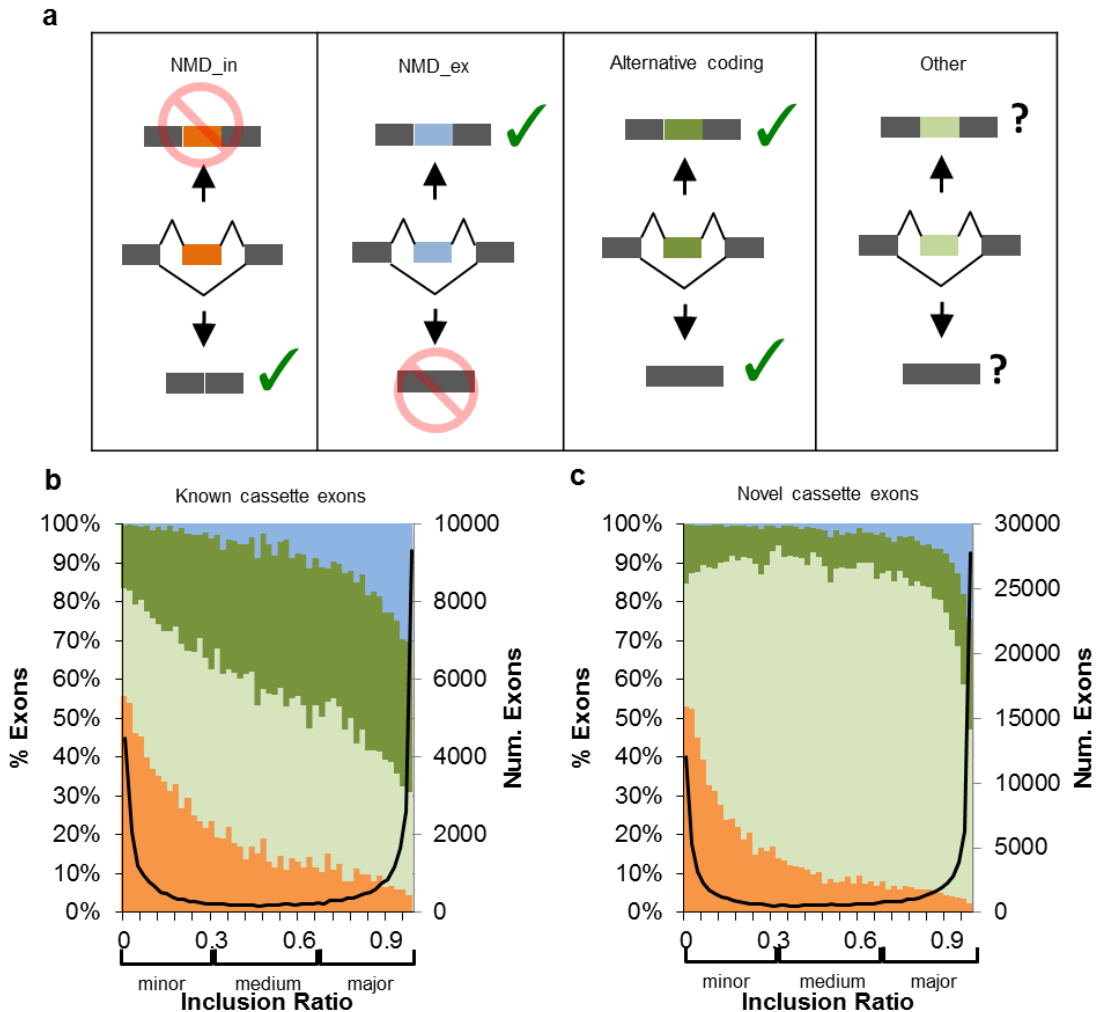 a
NMD_in
NMD_ex
Alternative coding
Other
?
?
b
Known cassette exons
100%
90%
80%
70%
60%
50%
40%
30%
20%
10%
0%
% Exons
10000
8000
6000
4000
2000
0
Num. Exons
0 0.3 0.6 0.9
minor medium major
Inclusion Ratio
c
Novel cassette exons
100%
90%
80%
70%
60%
50%
40%
30%
20%
10%
0%
% Exons
30000
25000
20000
15000
10000
5000
0
Num. Exons
0 0.3 0.6 0.9
minor medium major
Inclusion Ratio